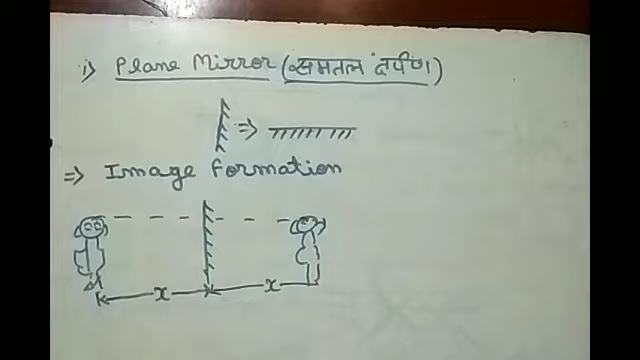 i) Plane Mirror (समतल दर्पण)
⇒
⇒ Image formation
x x